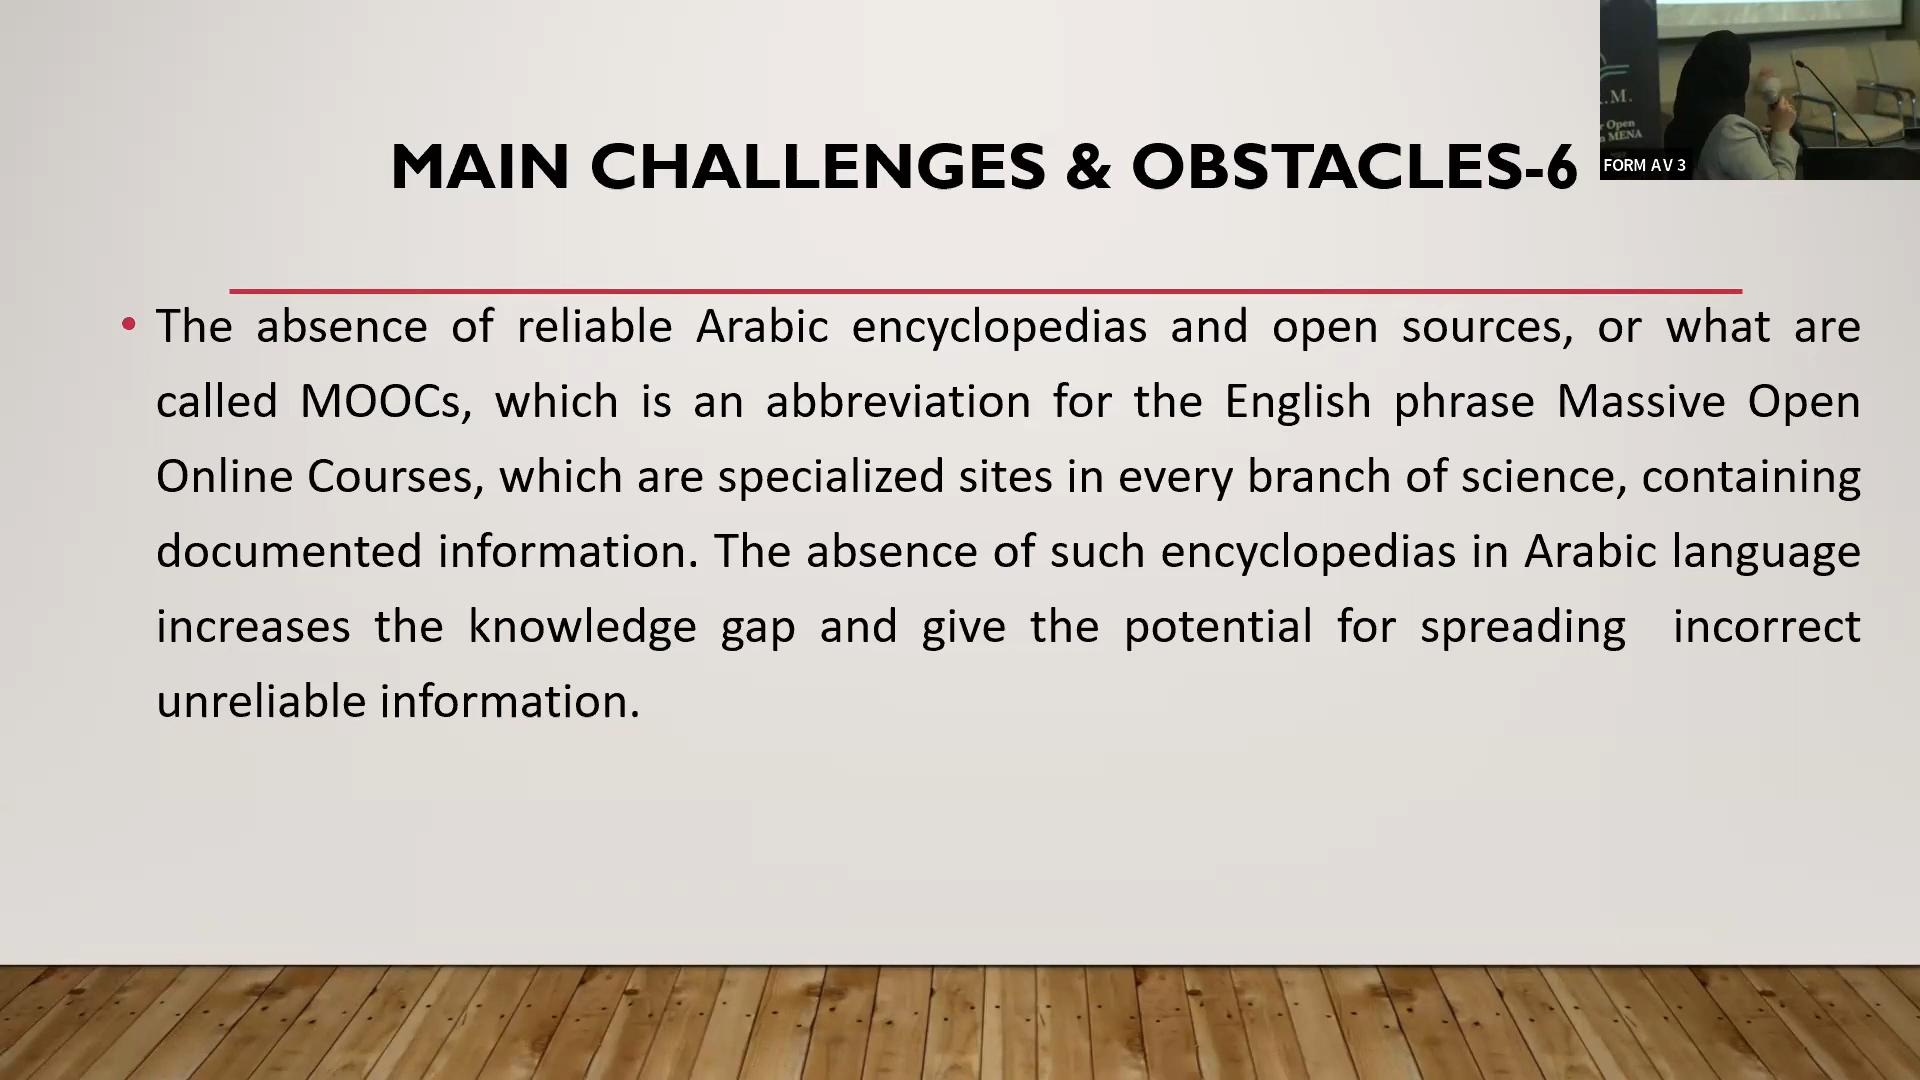 MAIN CHALLENGES & OBSTACLES-6
.M.
Open
MENA
FORM AV 3
• The absence of reliable Arabic encyclopedias and open sources, or what are
called MOOCs, which is an abbreviation for the English phrase Massive Open
Online Courses, which are specialized sites in every branch of science, containing
documented information. The absence of such encyclopedias in Arabic language
increases the knowledge gap and give the potential for spreading incorrect
unreliable information.